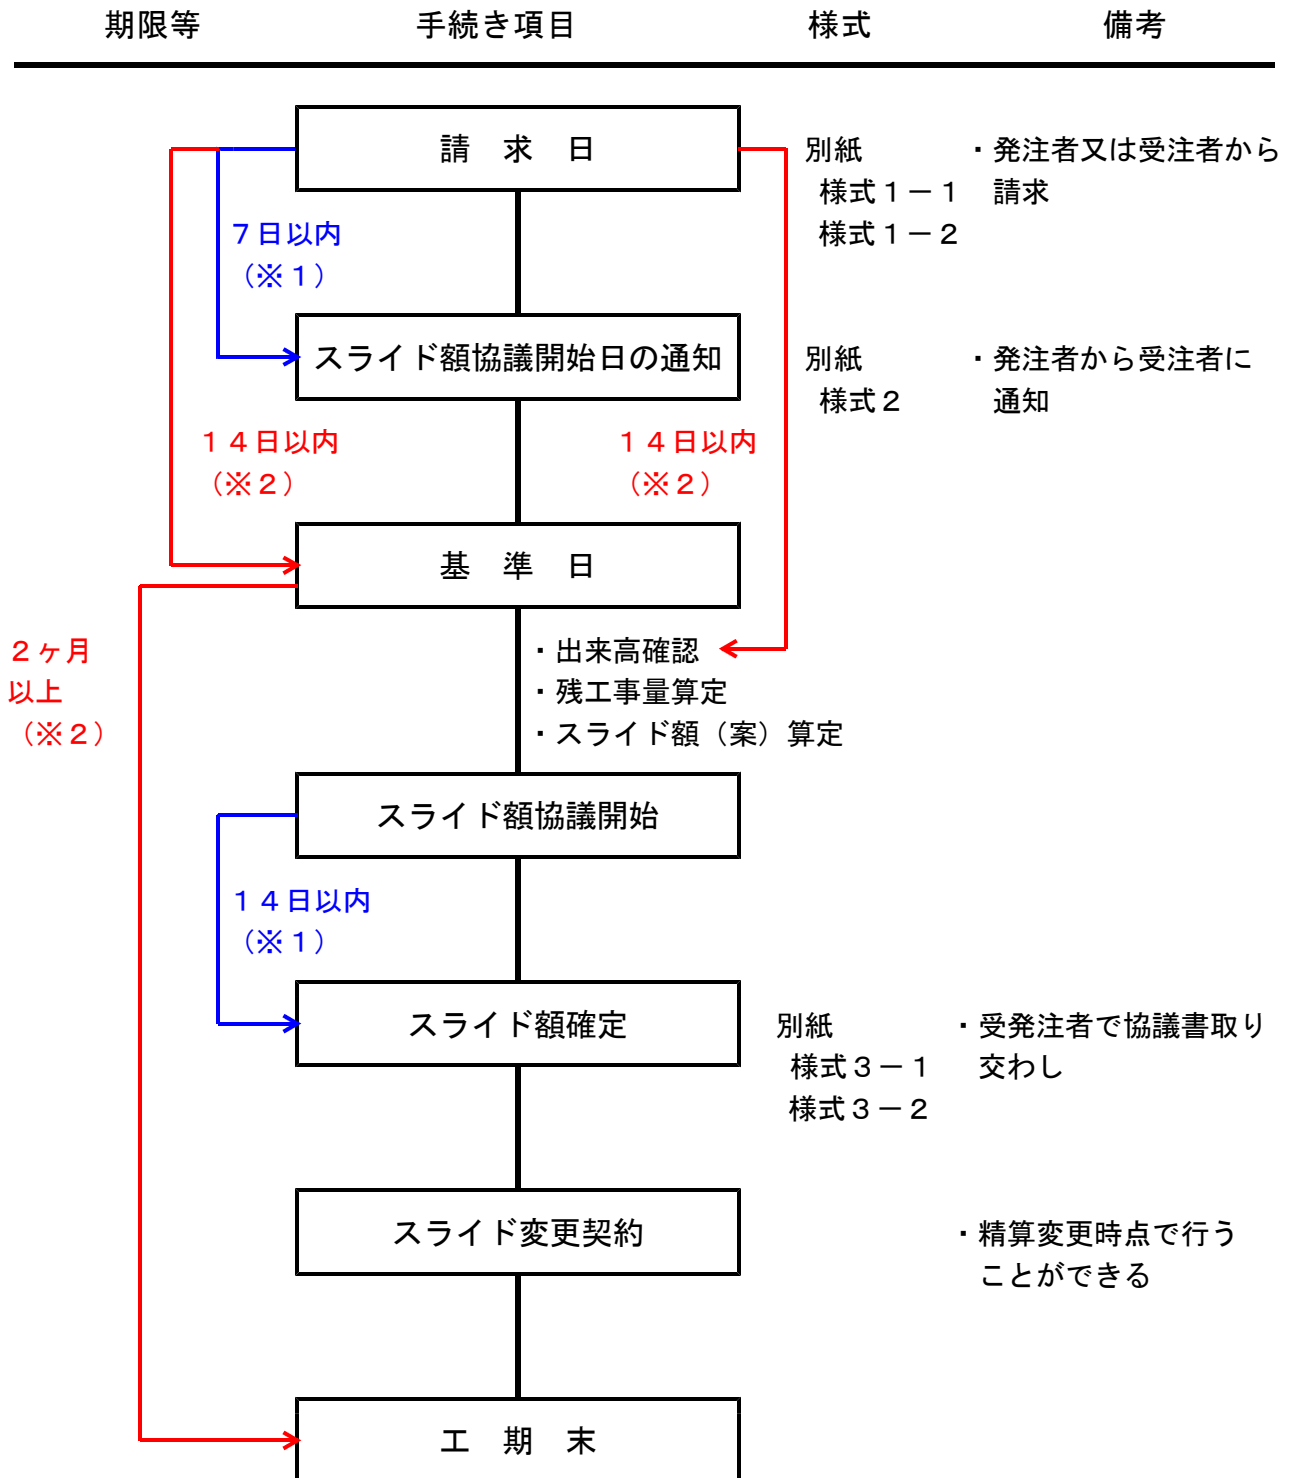 期限等　手続き項目　様式　備考
請　求　日
別紙
様式１－１
様式１－２
・発注者又は受注者から
請求
７日以内
（※１）
スライド額協議開始日の通知
別紙
様式２
・発注者から受注者に
通知
１４日以内
（※２）
１４日以内
（※２）
基　準　日
２ヶ月
以上
（※２）
・出来高確認
・残工事量算定
・スライド額（案）算定
スライド額協議開始
１４日以内
（※１）
スライド額確定
別紙
様式３－１
様式３－２
・受発注者で協議書取り
交わし
スライド変更契約
・精算変更時点で行う
ことができる
工　期　末